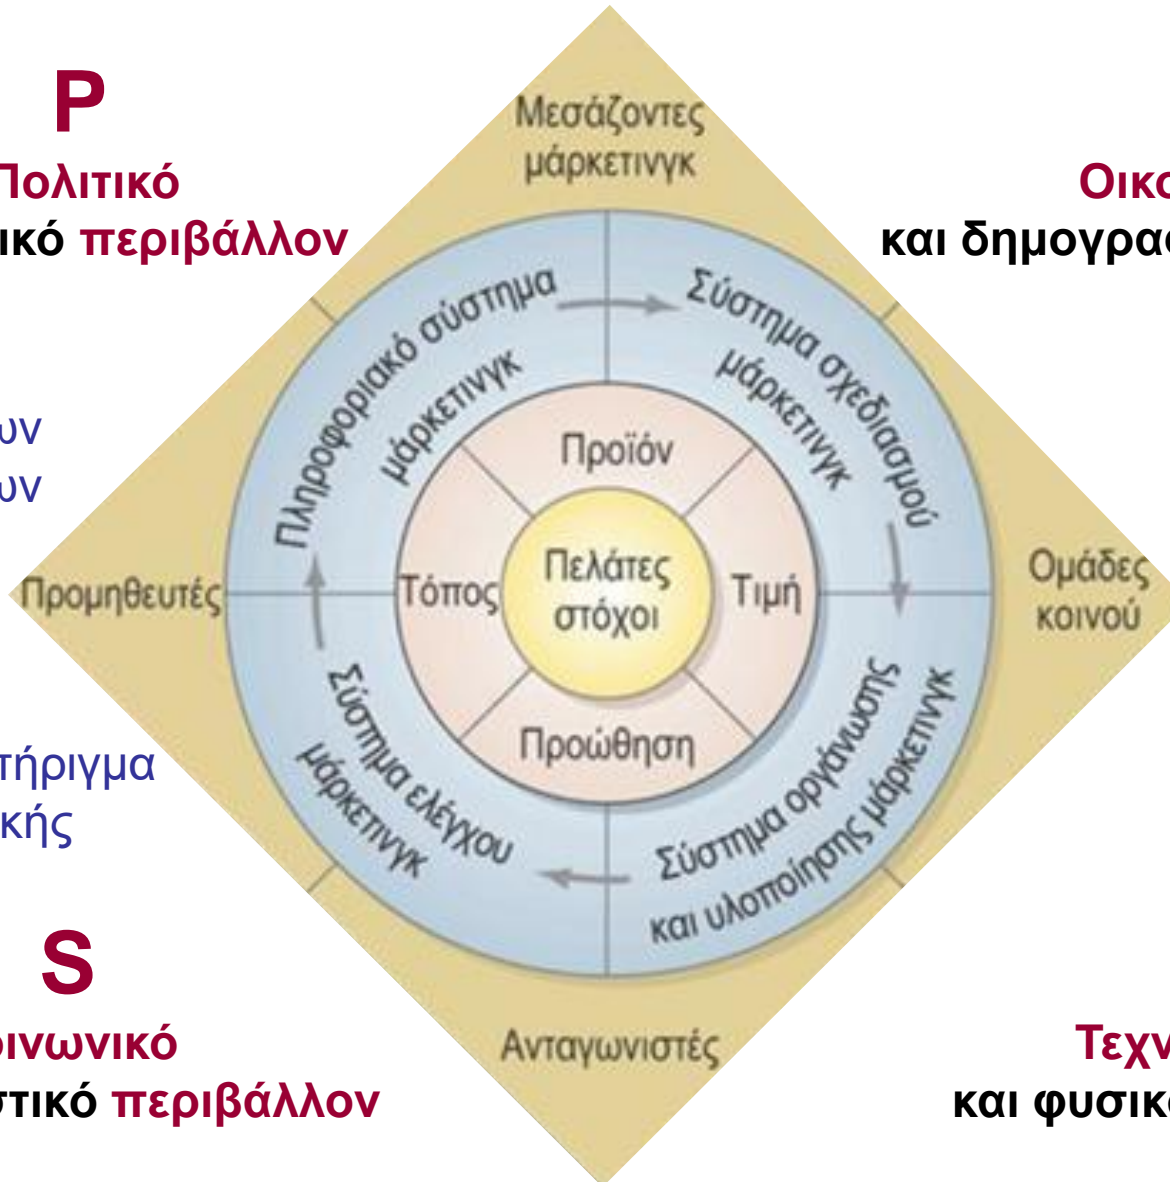 P
Πολιτικό
ικό περιβάλλον
Οικο
και δημογραφ
Μεσάζοντες
μάρκετινγκ
Πληροφοριακό σύστημα
μάρκετινγκ
Σύστημα σχεδιασμού
μάρκετινγκ
ων
ων
Προϊόν
Προμηθευτές
Τόπος
Πελάτες
στόχοι
Τιμή
Ομάδες
κοινού
Προώθηση
τήριγμα
κής
Σύστημα ελέγχου
μάρκετινγκ
Σύστημα οργάνωσης
και υλοποίησης μάρκετινγκ
S
οινωνικό
στικό περιβάλλον
Ανταγωνιστές
Τεχν
και φυσικ